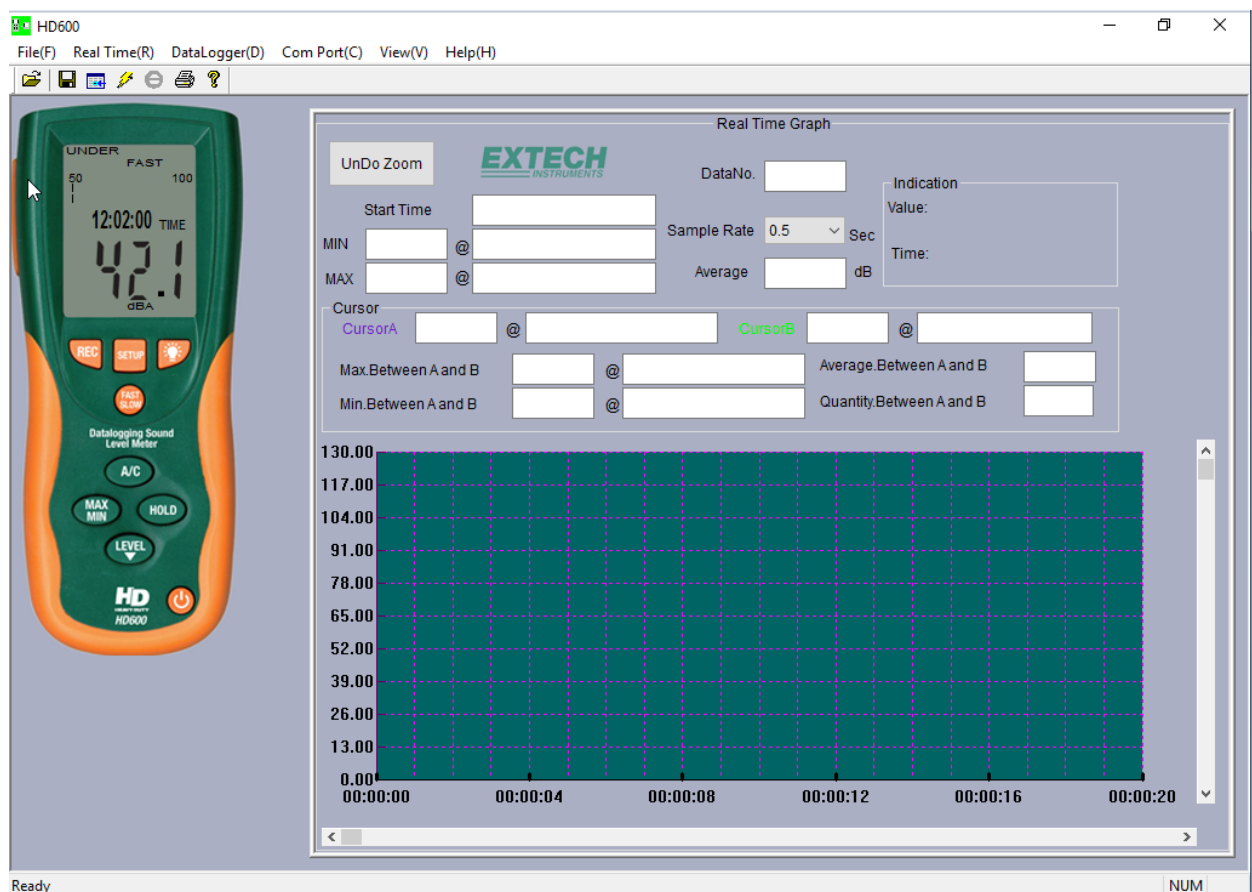 HD600
File(F) Real Time(R) DataLogger(D) Com Port(C) View(V) Help(H)
UNDER
FAST
50 100
12:02:00 TIME
42.1
dBA
REC SETUP
FAST
SLOW
Datalogging Sound
Level Meter
A/C
MAX
MIN
HOLD
LEVEL
HD
HEAVY DUTY
HD600
Real Time Graph
UnDo Zoom
EXTECH
INSTRUMENTS
DataNo.
Indication
Value:
Time:
Start Time
Sample Rate 0.5 Sec
MIN @
MAX @
Average dB
Cursor
CursorA @ CursorB @
Max.Between A and B @ Average.Between A and B
Min.Between A and B @ Quantity.Between A and B
130.00
117.00
104.00
91.00
78.00
65.00
52.00
39.00
26.00
13.00
0.00
00:00:00 00:00:04 00:00:08 00:00:12 00:00:16 00:00:20
Ready NUM